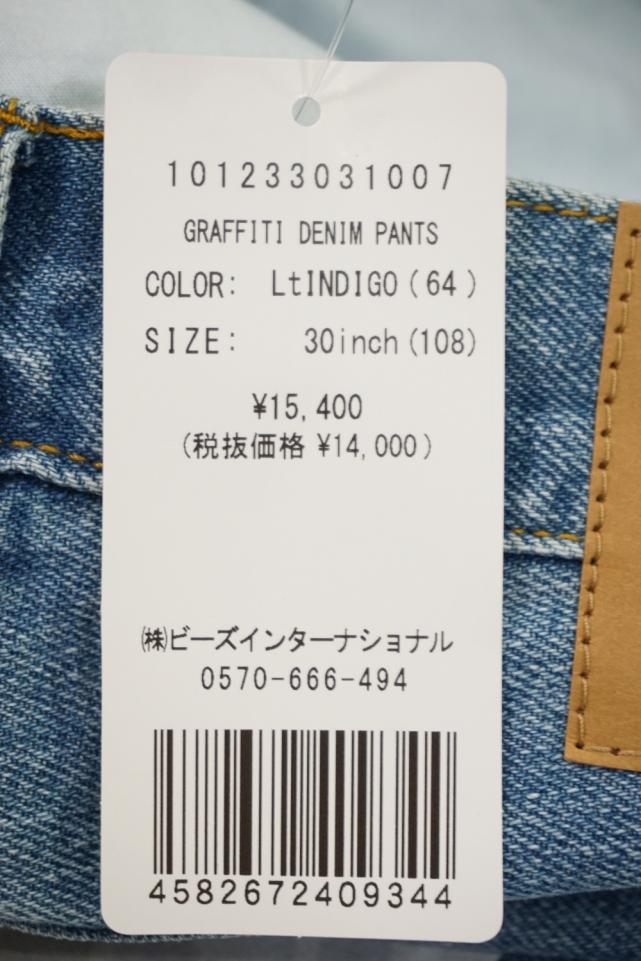 101233031007
GRAFFITI DENIM PANTS
COLOR: LtINDIGO(64)
SIZE: 30inch(108)
¥15,400
(税抜価格 ¥14,000)
㈱ビーズインターナショナル
0570-666-494
4582672409344